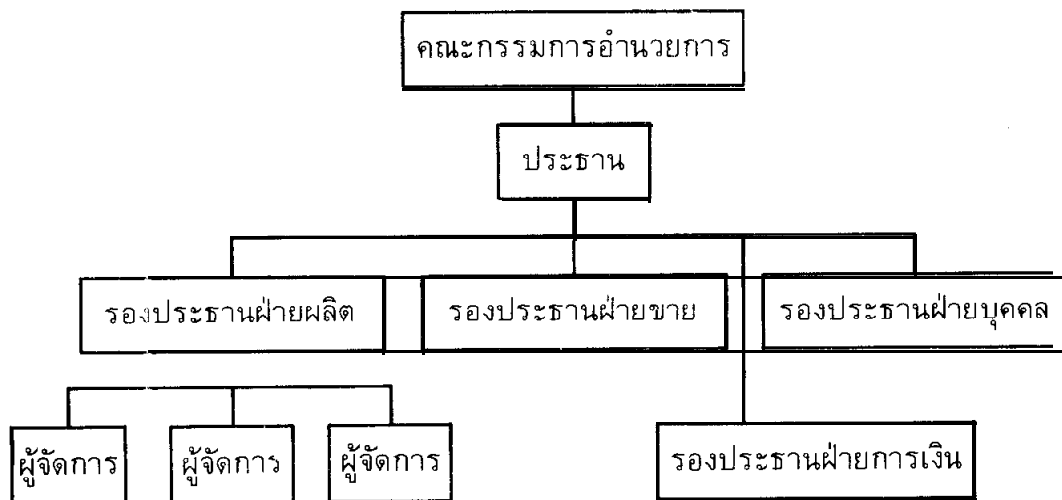 คณะกรรมการอำนวยการ
ประธาน
รองประธานฝ่ายผลิต
รองประธานฝ่ายขาย
รองประธานฝ่ายบุคคล
ผู้จัดการ
ผู้จัดการ
ผู้จัดการ
รองประธานฝ่ายการเงิน